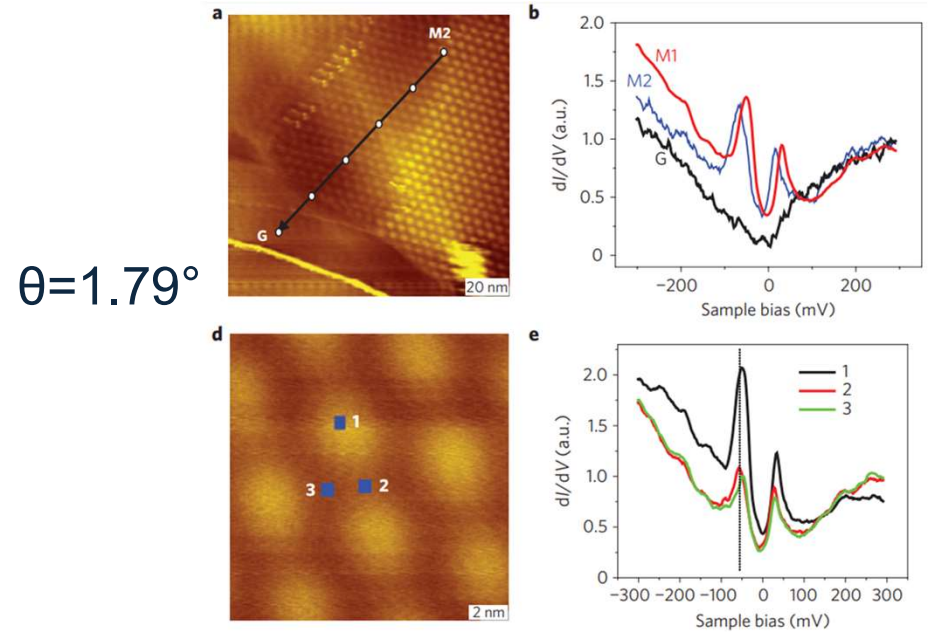 θ=1.79°
a
M2
G
20 nm
b
2.0
1.5
1.0
0.5
0
dI/dV (a.u.)
M1
M2
G
−200
0
200
Sample bias (mV)
d
1
2
3
2 nm
e
2.0
1.5
1.0
0.5
0
dI/dV (a.u.)
1
2
3
−300 −200 −100 0 100 200 300
Sample bias (mV)